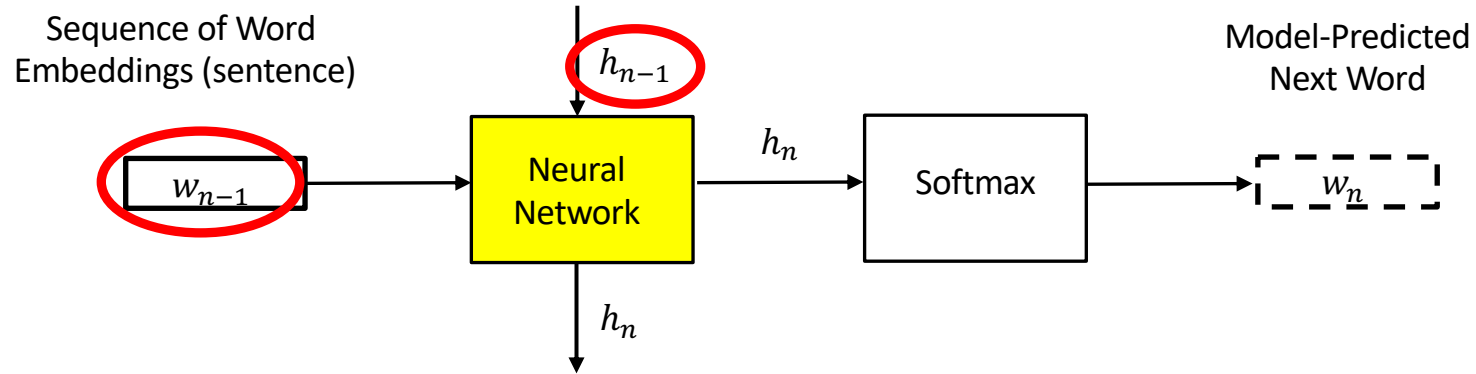 Sequence of Word
Embeddings (sentence)
Model-Predicted
Next Word
h_{n-1}
w_{n-1}
Neural
Network
h_n
Softmax
w_n
h_n